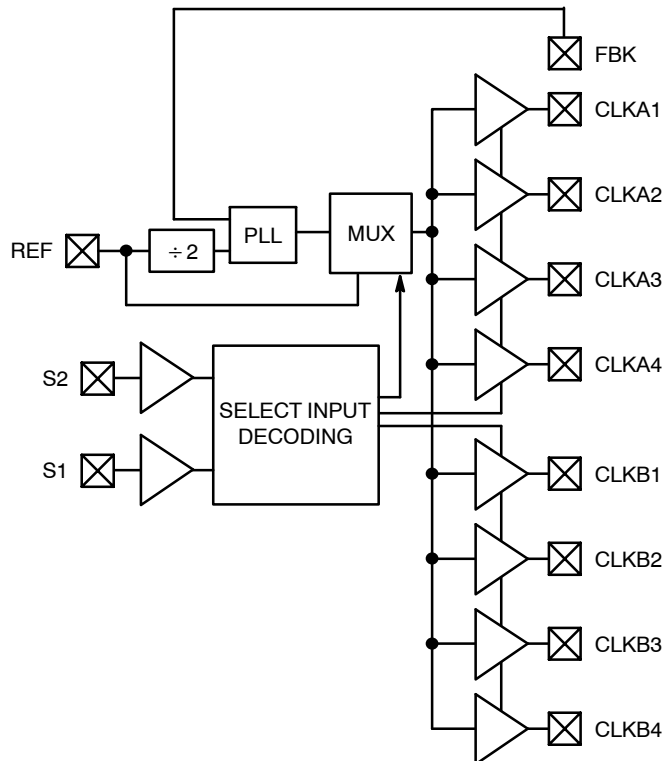 FBK
CLKA1
CLKA2
PLL
MUX
REF
÷2
CLKA3
S2
CLKA4
SELECT INPUT
DECODING
S1
CLKB1
CLKB2
CLKB3
CLKB4